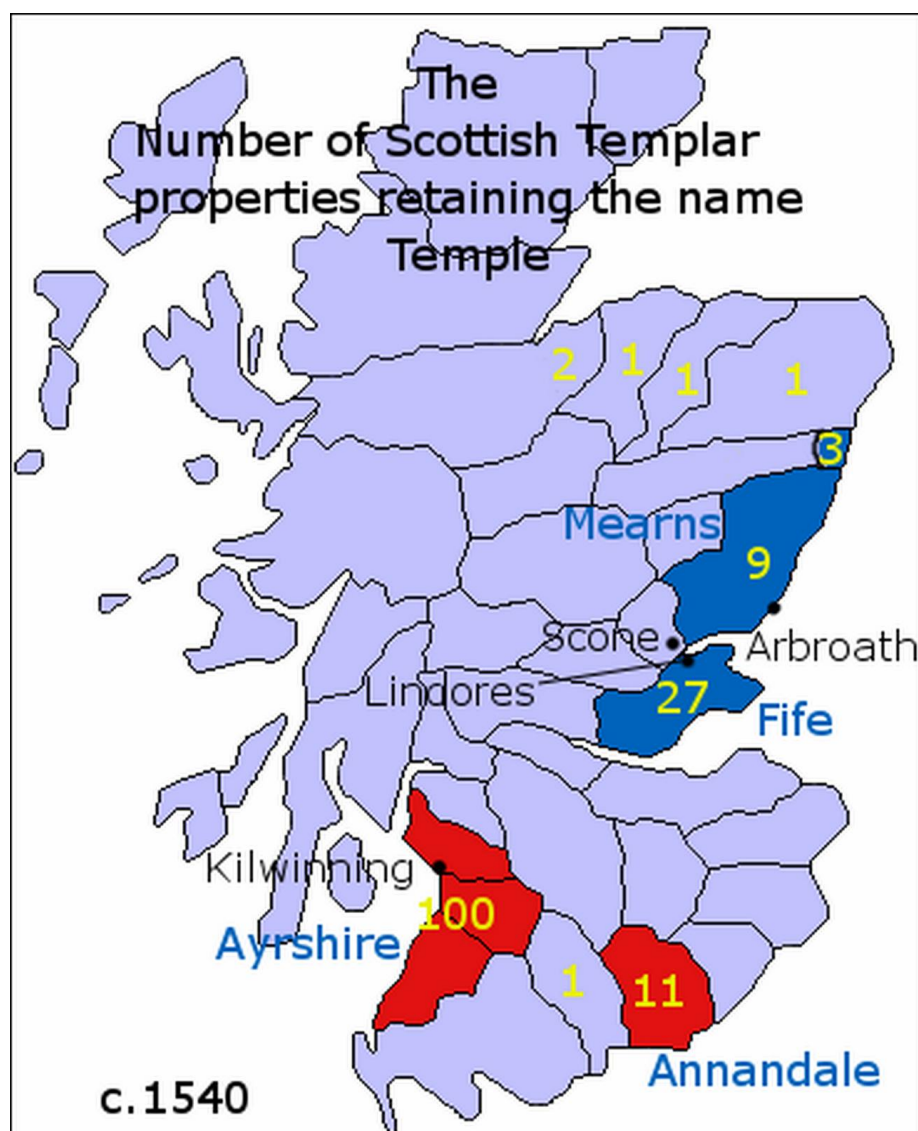 The
Number of Scottish Templar
properties retaining the name
Temple
2
1
1
1
3
Mearns
9
Scone
Arbroath
Lindores
27
Fife
Kilwinning
100
Ayrshire
1
11
Annandale
c.1540